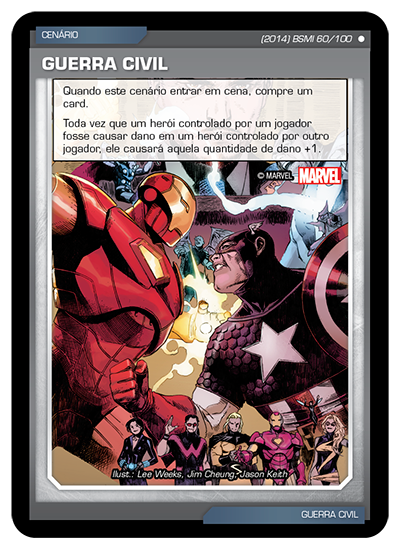 CENÁRIO
(2014) BSMI 60/100 ●
GUERRA CIVIL
Quando este cenário entrar em cena, compre um
card.
Toda vez que um herói controlado por um jogador
fosse causar dano em um herói controlado por outro
jogador, ele causará aquela quantidade de dano +1.
© MARVEL MARVEL
Ilust.: Lee Weeks, Jim Cheung, Jason Keith
GUERRA CIVIL